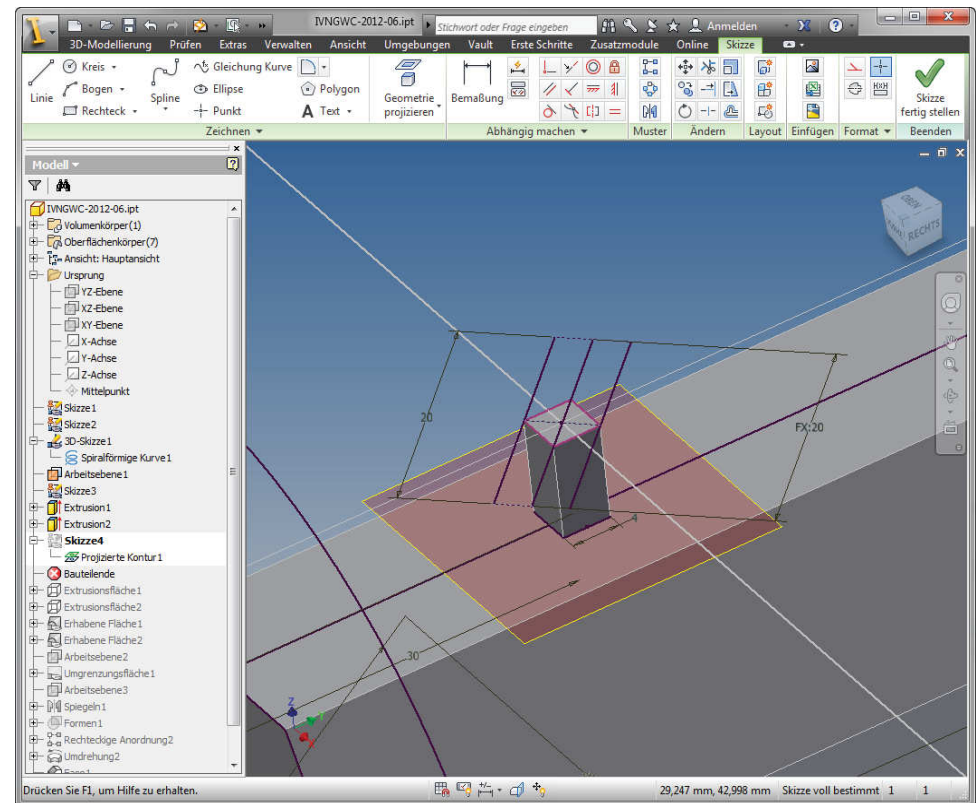 IVNGWC-2012-06.ipt
Stichwort oder Frage eingeben
Anmelden
3D-Modellierung Prüfen Extras Verwalten Ansicht Umgebungen Vault Erste Schritte Zusatzmodule Online Skizze
Linie
Kreis
Bogen
Rechteck
Spline
Gleichung Kurve
Ellipse
Punkt
Polygon
Text
Geometrie projizieren
Bemaßung
Skizze fertig stellen
Zeichnen Abhängig machen Muster Ändern Layout Einfügen Format Beenden
Modell
IVNGWC-2012-06.ipt
Volumenkörper(1)
Oberflächenkörper(7)
Ansicht: Hauptansicht
Ursprung
YZ-Ebene
XZ-Ebene
XY-Ebene
X-Achse
Y-Achse
Z-Achse
Mittelpunkt
Skizze1
Skizze2
3D-Skizze1
Spiralförmige Kurve1
Arbeitsebene1
Skizze3
Extrusion1
Extrusion2
Skizze4
Projizierte Kontur1
Bauteilende
Extrusionsfläche1
Extrusionsfläche2
Erhabene Fläche1
Erhabene Fläche2
Arbeitsebene2
Umgrenzungsfläche1
Arbeitsebene3
Spiegeln1
Formen1
Rechteckige Anordnung2
Umdrehung2
OBEN
RECHTS
20
FX:20
4
30
Z
Drücken Sie F1, um Hilfe zu erhalten.
29,247 mm, 42,998 mm Skizze voll bestimmt 1 1